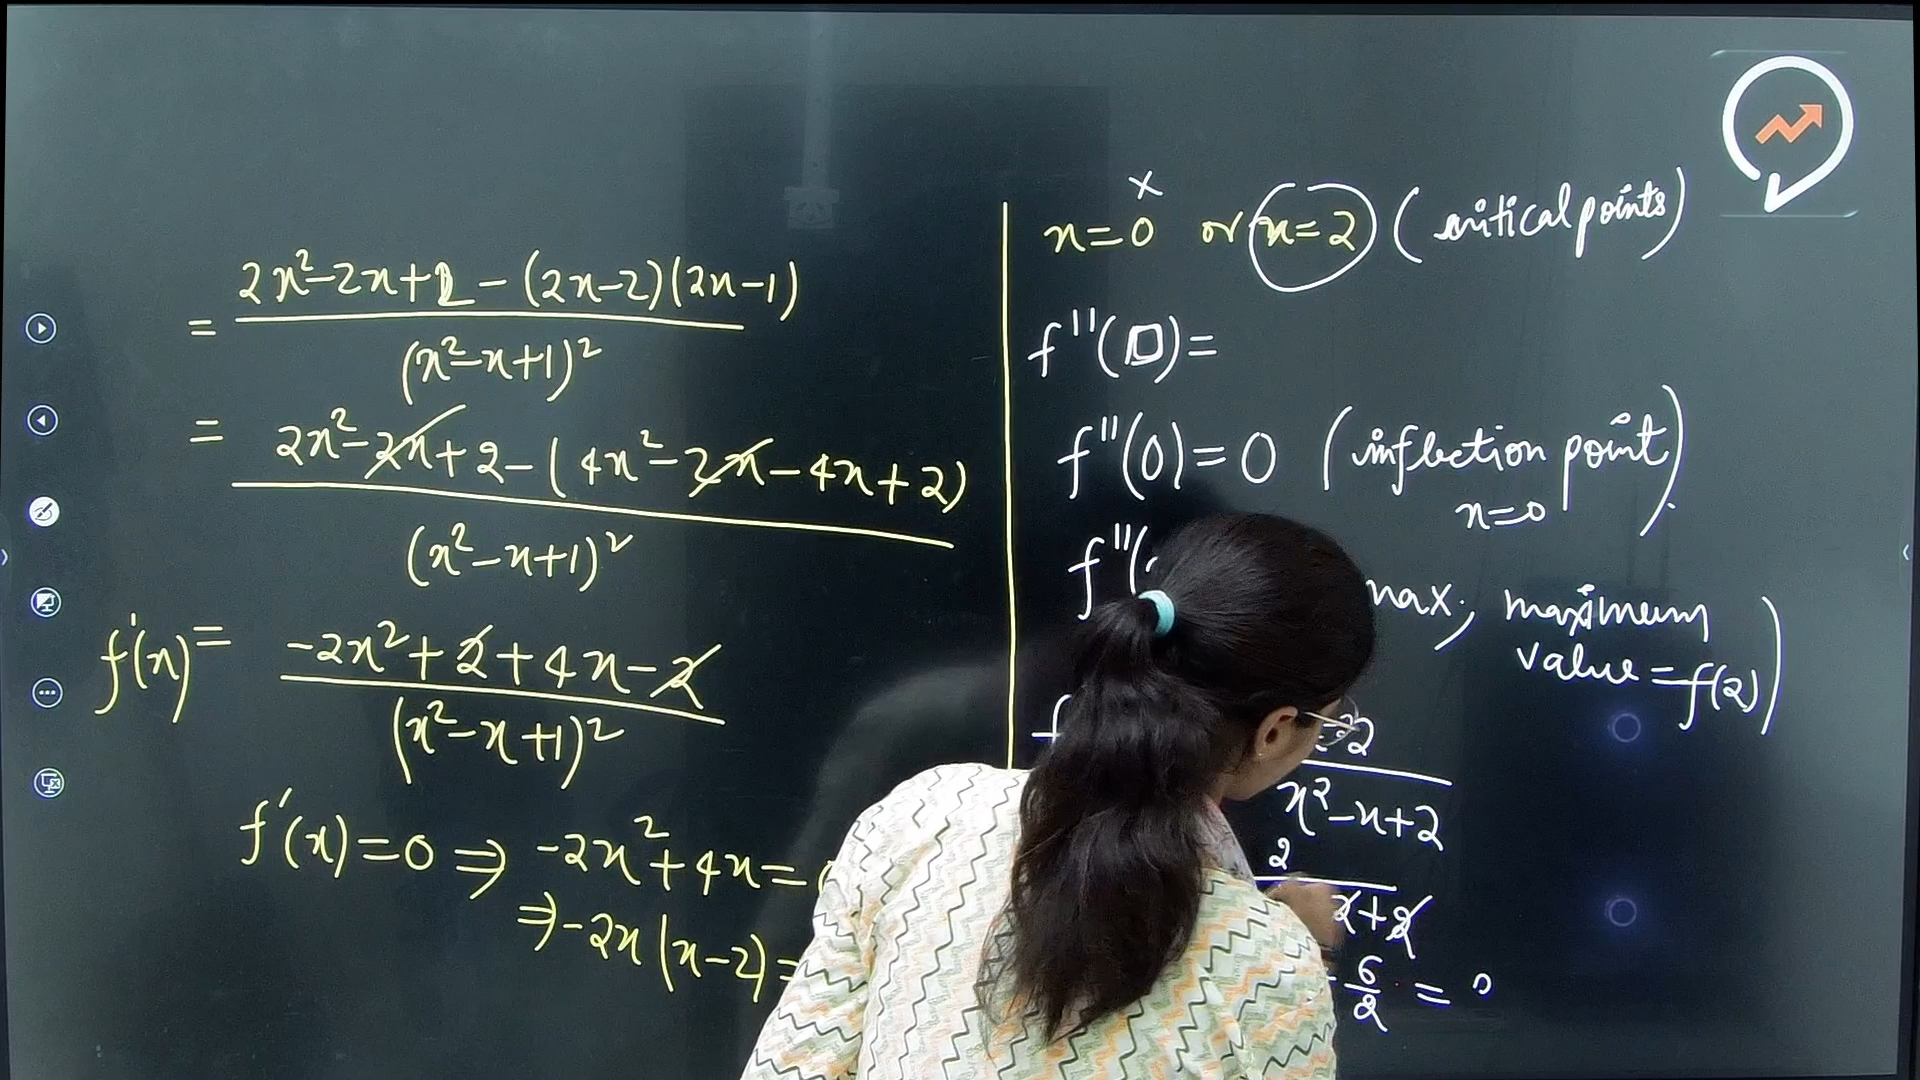 = 2x²-2x+2-(2x-2)(2x-1)
(x²-x+1)²
= 2x²-2x+2-(4x²-2x-4x+2)
(x²-x+1)²
f'(x)= -2x²+2+4x-2
(x²-x+1)²
f'(x)=0 ⇒ -2x²+4x=
⇒ -2x(x-2)=
x
x=0 or x=2 (critical points)
f''(□)=
f''(0)=0 (inflection point)
x=0
f''( max, maximum
value=f(2))
x²-x+2
2
2+2
6/2 =